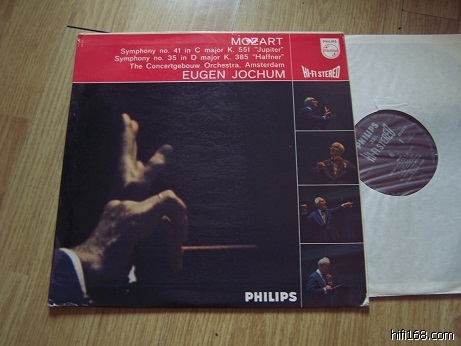 MOZART
Symphony no. 41 in C major K. 551 "Jupiter"
Symphony no. 35 in D major K. 385 "Haffner"
The Concertgebouw Orchestra, Amsterdam
EUGEN JOCHUM
PHILIPS
HI-FI STEREO
PHILIPS
HI-FI STEREO
PHILIPS
hifi168.com